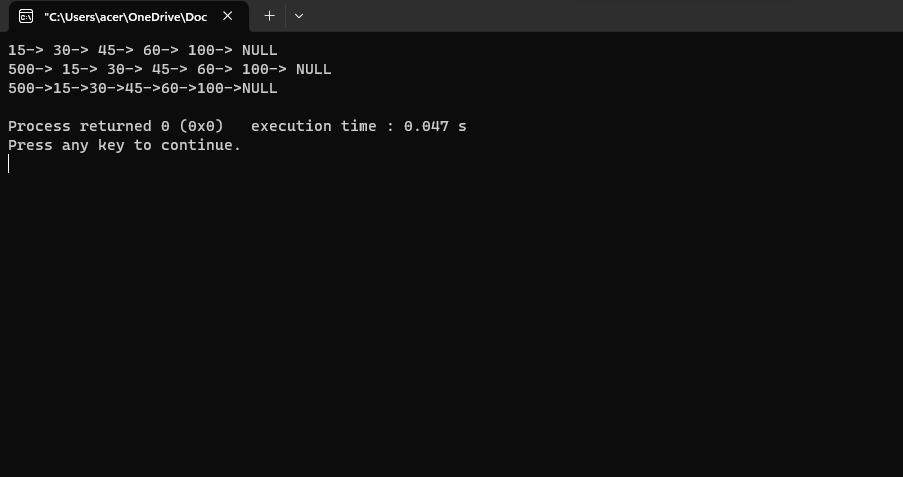 "C:\Users\acer\OneDrive\Doc
15-> 30-> 45-> 60-> 100-> NULL
500-> 15-> 30-> 45-> 60-> 100-> NULL
500->15->30->45->60->100->NULL
Process returned 0 (0x0)   execution time : 0.047 s
Press any key to continue.